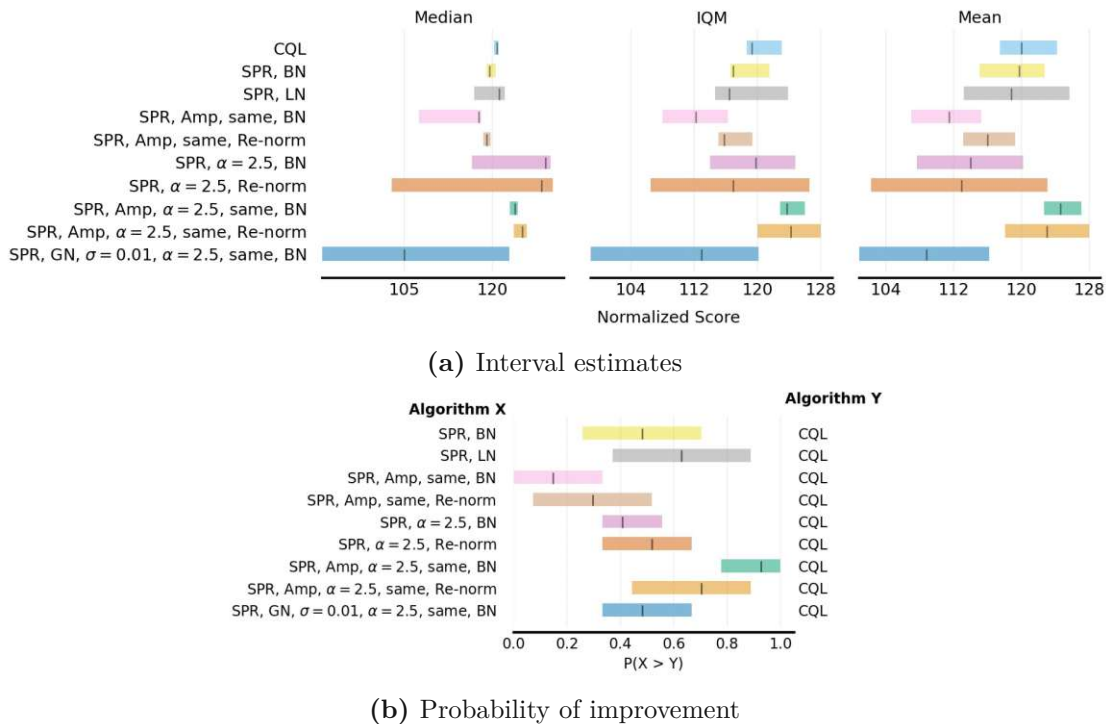 Median IQM Mean
CQL
SPR, BN
SPR, LN
SPR, Amp, same, BN
SPR, Amp, same, Re-norm
SPR, α = 2.5, BN
SPR, α = 2.5, Re-norm
SPR, Amp, α = 2.5, same, BN
SPR, Amp, α = 2.5, same, Re-norm
SPR, GN, σ = 0.01, α = 2.5, same, BN
105 120 104 112 120 128 104 112 120 128
Normalized Score
(a) Interval estimates
Algorithm X Algorithm Y
SPR, BN CQL
SPR, LN CQL
SPR, Amp, same, BN CQL
SPR, Amp, same, Re-norm CQL
SPR, α = 2.5, BN CQL
SPR, α = 2.5, Re-norm CQL
SPR, Amp, α = 2.5, same, BN CQL
SPR, Amp, α = 2.5, same, Re-norm CQL
SPR, GN, σ = 0.01, α = 2.5, same, BN CQL
0.0 0.2 0.4 0.6 0.8 1.0
P(X > Y)
(b) Probability of improvement